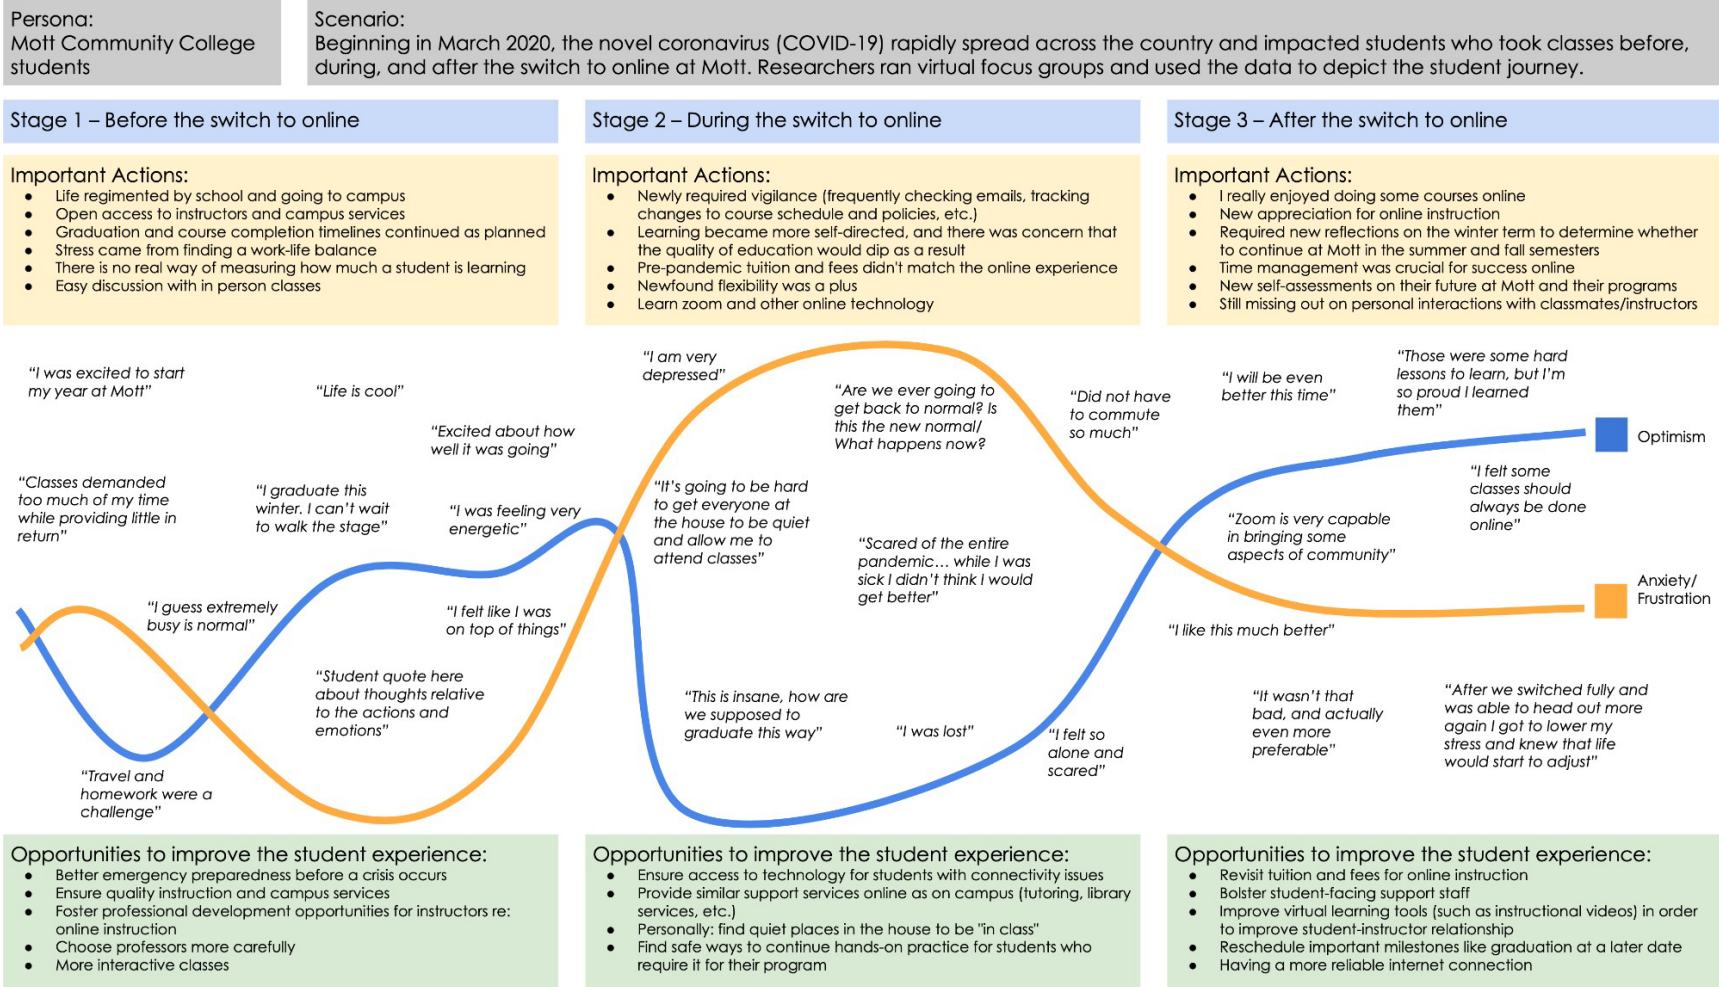 Persona:
Mott Community College
students
Scenario:
Beginning in March 2020, the novel coronavirus (COVID-19) rapidly spread across the country and impacted students who took classes before,
during, and after the switch to online at Mott. Researchers ran virtual focus groups and used the data to depict the student journey.
Stage 1 – Before the switch to online
Important Actions:
● Life regimented by school and going to campus
● Open access to instructors and campus services
● Graduation and course completion timelines continued as planned
● Stress came from finding a work-life balance
● There is no real way of measuring how much a student is learning
● Easy discussion with in person classes
Stage 2 – During the switch to online
Important Actions:
● Newly required vigilance (frequently checking emails, tracking
changes to course schedule and policies, etc.)
● Learning became more self-directed, and there was concern that
the quality of education would dip as a result
● Pre-pandemic tuition and fees didn't match the online experience
● Newfound flexibility was a plus
● Learn zoom and other online technology
Stage 3 – After the switch to online
Important Actions:
● I really enjoyed doing some courses online
● New appreciation for online instruction
● Required new reflections on the winter term to determine whether
to continue at Mott in the summer and fall semesters
● Time management was crucial for success online
● New self-assessments on their future at Mott and their programs
● Still missing out on personal interactions with classmates/instructors
“I was excited to start
my year at Mott”
“Life is cool”
“Excited about how
well it was going”
“Classes demanded
too much of my time
while providing little in
return”
“I graduate this
winter. I can’t wait
to walk the stage”
“I was feeling very
energetic”
“I guess extremely
busy is normal”
“I felt like I was
on top of things”
“Student quote here
about thoughts relative
to the actions and
emotions”
“Travel and
homework were a
challenge”
“I am very
depressed”
“Are we ever going to
get back to normal? Is
this the new normal/
What happens now?
“Did not have
to commute
so much”
“It’s going to be hard
to get everyone at
the house to be quiet
and allow me to
attend classes”
“Scared of the entire
pandemic… while I was
sick I didn’t think I would
get better”
“This is insane, how are
we supposed to
graduate this way”
“I was lost”
“I felt so
alone and
scared”
“I will be even
better this time”
“Those were some hard
lessons to learn, but I’m
so proud I learned
them”
Optimism
“I felt some
classes should
always be done
online”
“Zoom is very capable
in bringing some
aspects of community”
Anxiety/
Frustration
“I like this much better”
“It wasn’t that
bad, and actually
even more
preferable”
“After we switched fully and
was able to head out more
again I got to lower my
stress and knew that life
would start to adjust”
Opportunities to improve the student experience:
● Better emergency preparedness before a crisis occurs
● Ensure quality instruction and campus services
● Foster professional development opportunities for instructors re:
online instruction
● Choose professors more carefully
● More interactive classes
Opportunities to improve the student experience:
● Ensure access to technology for students with connectivity issues
● Provide similar support services online as on campus (tutoring, library
services, etc.)
● Personally: find quiet places in the house to be "in class"
● Find safe ways to continue hands-on practice for students who
require it for their program
Opportunities to improve the student experience:
● Revisit tuition and fees for online instruction
● Bolster student-facing support staff
● Improve virtual learning tools (such as instructional videos) in order
to improve student-instructor relationship
● Reschedule important milestones like graduation at a later date
● Having a more reliable internet connection